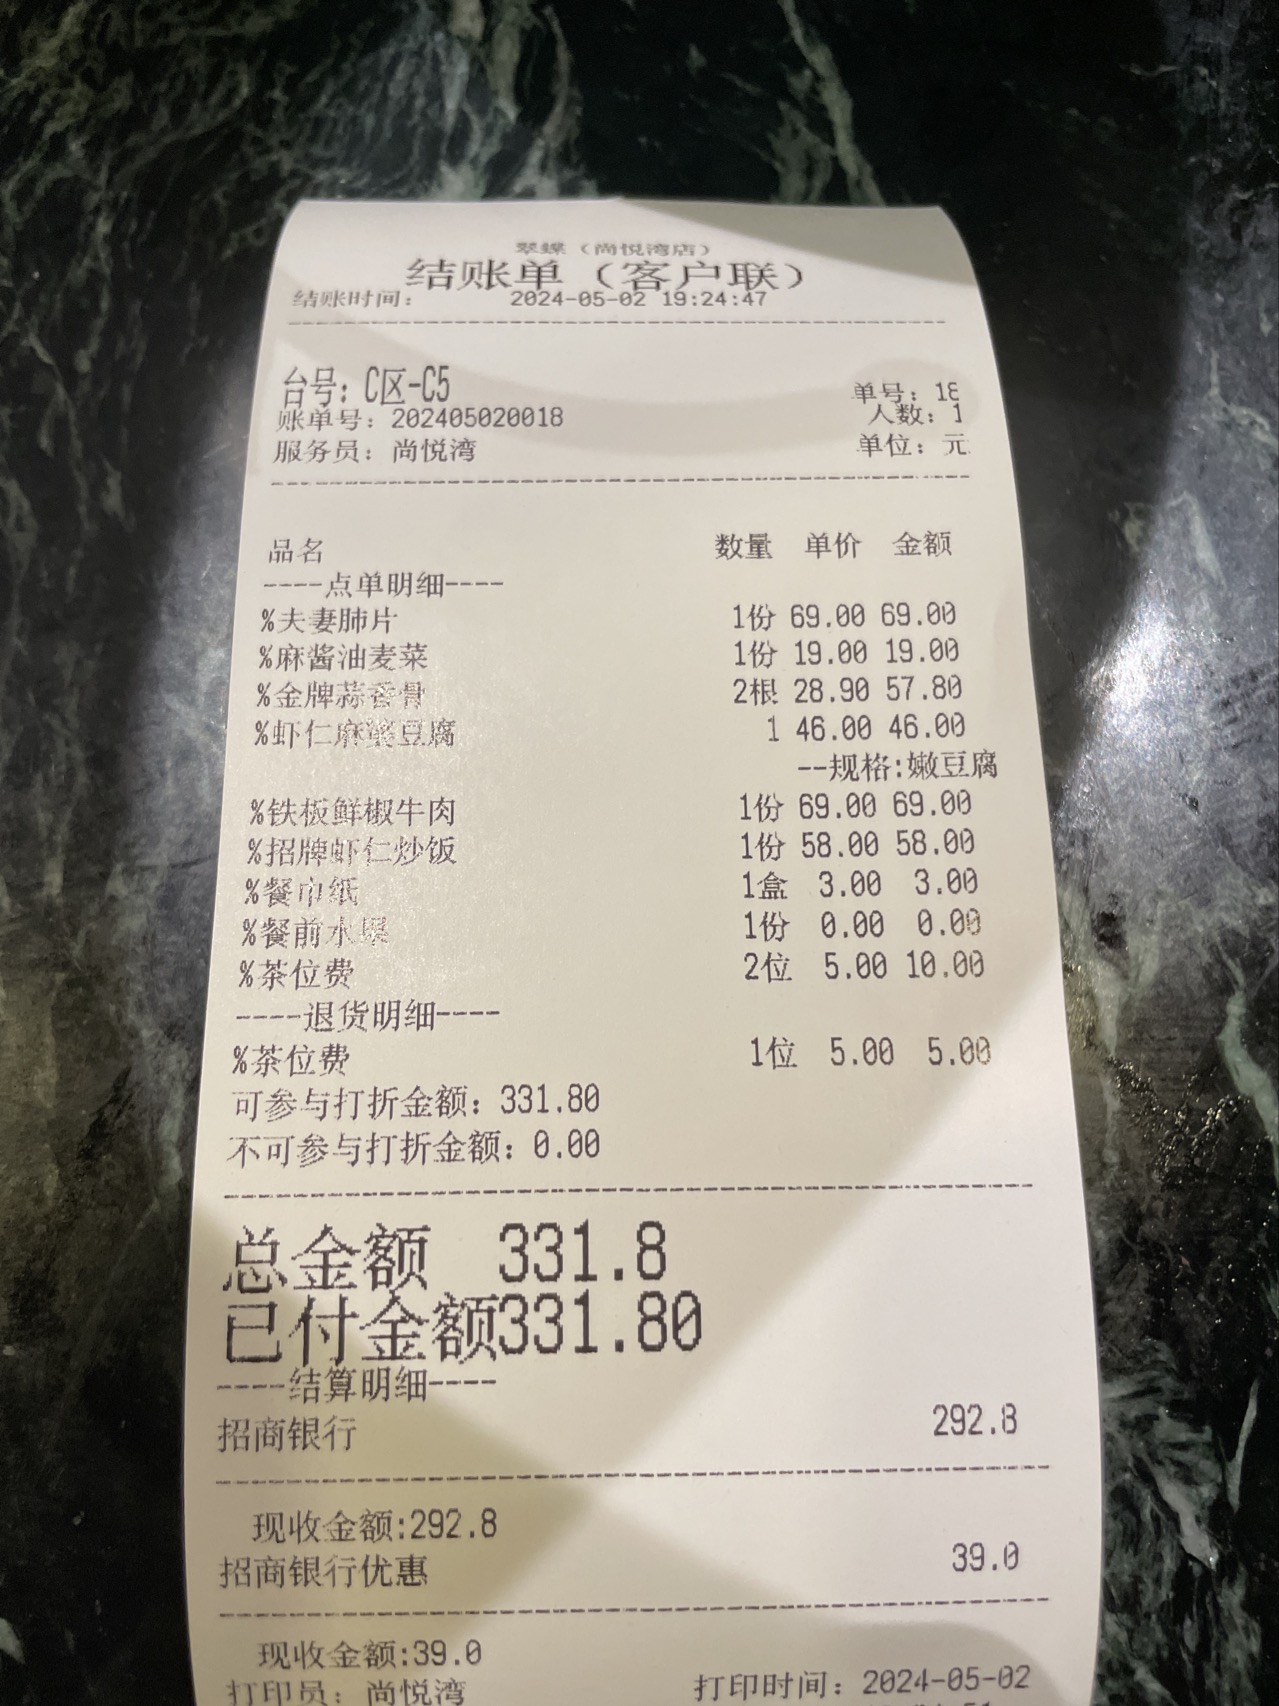 翠蝶（尚悦湾店）
结账单（客户联）
结账时间： 2024-05-02 19:24:47
台号：C区-C5
单号：18
账单号：202405020018
人数：1
服务员：尚悦湾
单位：元
品名 数量 单价 金额
----点单明细----
%夫妻肺片 1份 69.00 69.00
%麻酱油麦菜 1份 19.00 19.00
%金牌蒜香骨 2根 28.90 57.80
%虾仁麻婆豆腐 1 46.00 46.00
--规格:嫩豆腐
%铁板鲜椒牛肉 1份 69.00 69.00
%招牌虾仁炒饭 1份 58.00 58.00
%餐巾纸 1盒 3.00 3.00
%餐前水果 1份 0.00 0.00
%茶位费 2位 5.00 10.00
----退货明细----
%茶位费 1位 5.00 5.00
可参与打折金额：331.80
不可参与打折金额：0.00
总金额 331.8
已付金额331.80
----结算明细----
招商银行 292.8
现收金额:292.8
招商银行优惠 39.0
现收金额:39.0
打印员：尚悦湾 打印时间：2024-05-02